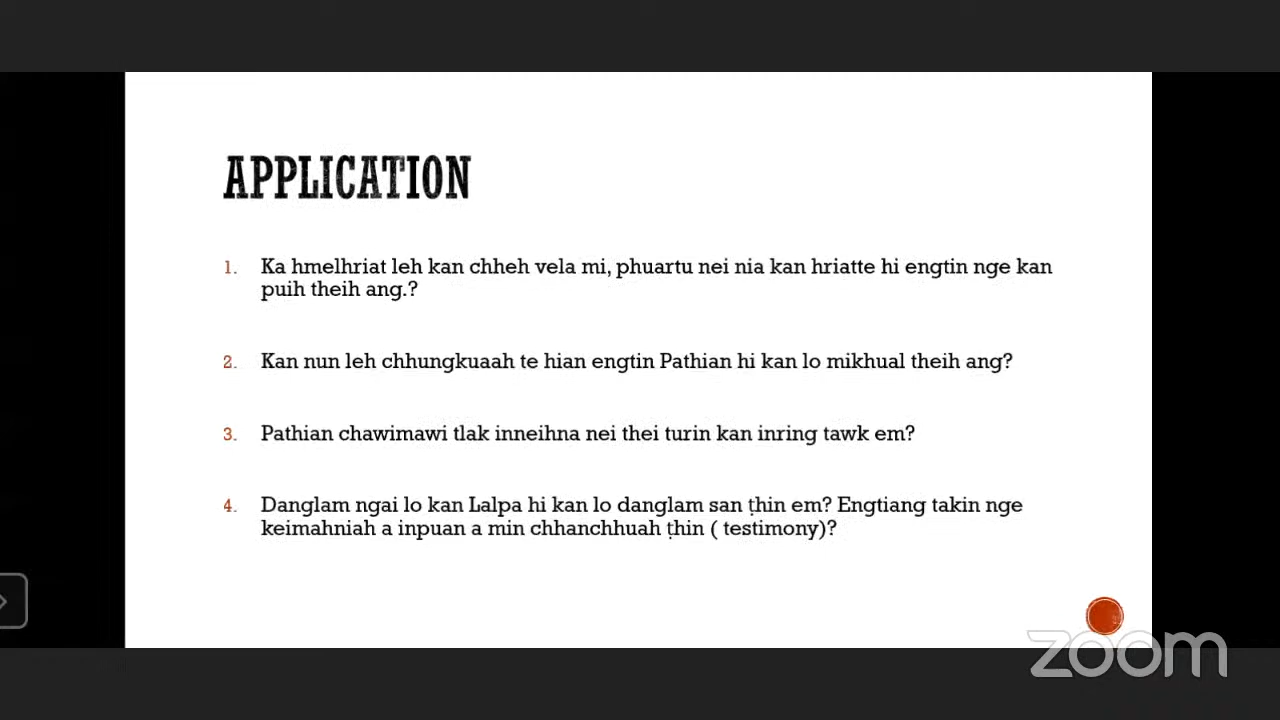 APPLICATION
1. Ka hmelhriat leh kan chheh vela mi, phuartu nei nia kan hriatte hi engtin nge kan
puih theih ang.?
2. Kan nun leh chhungkuaah te hian engtin Pathian hi kan lo mikhual theih ang?
3. Pathian chawimawi tlak inneihna nei thei turin kan inring tawk em?
4. Danglam ngai lo kan Lalpa hi kan lo danglam san ṭhin em? Engtiang takin nge
keimahniah a inpuan a min chhanchhuah ṭhin ( testimony)?
zoom